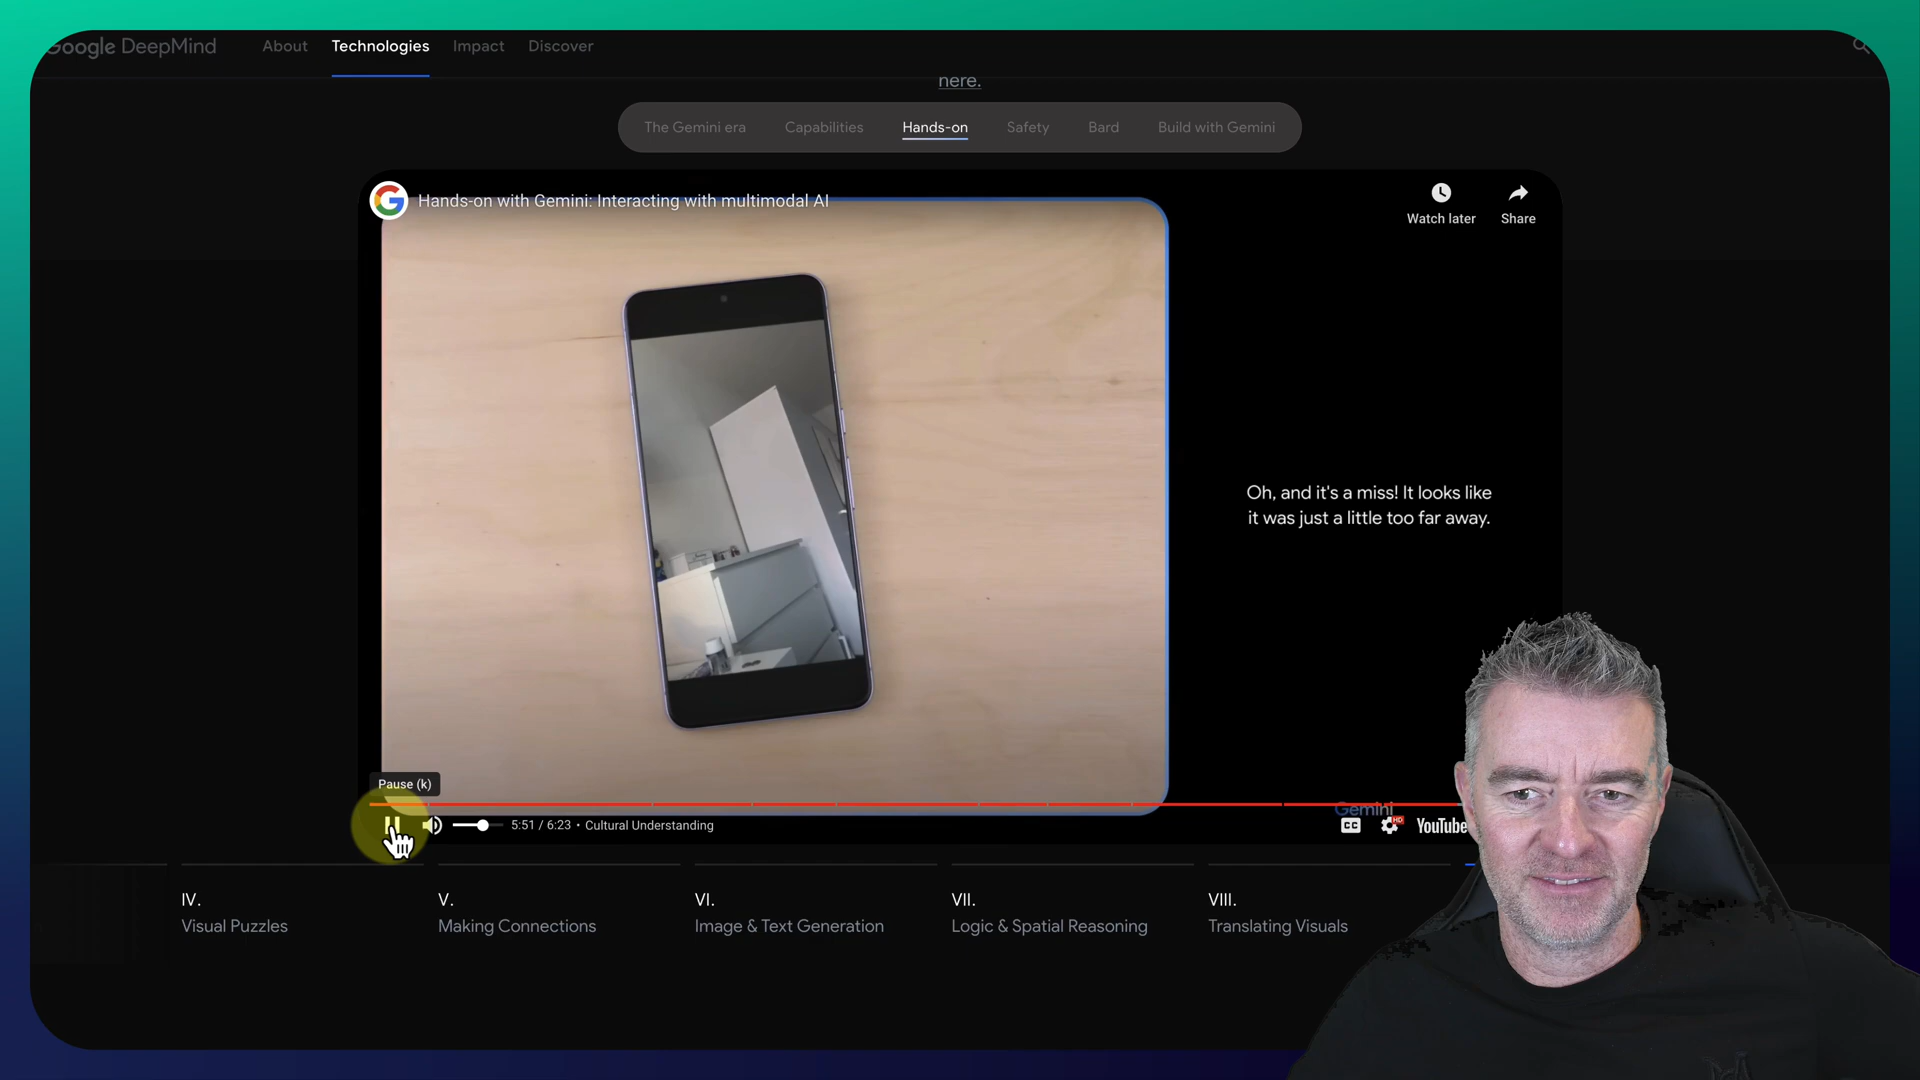 Google DeepMind
About
Technologies
Impact
Discover
here.
The Gemini era
Capabilities
Hands-on
Safety
Bard
Build with Gemini
Hands-on with Gemini: Interacting with multimodal AI
Watch later
Share
Oh, and it's a miss! It looks like
it was just a little too far away.
Pause (k)
5:51 / 6:23 • Cultural Understanding
Gemini
CC
HD
YouTube
IV.
Visual Puzzles
V.
Making Connections
VI.
Image & Text Generation
VII.
Logic & Spatial Reasoning
VIII.
Translating Visuals